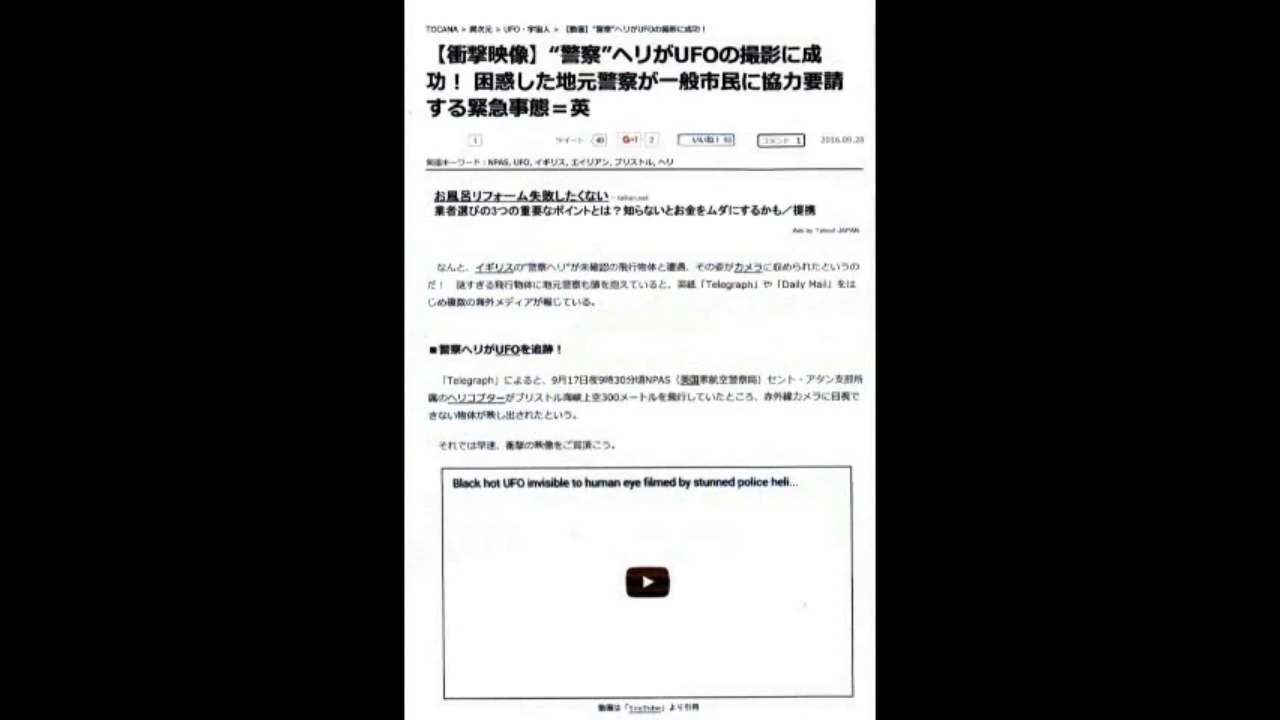 TOCANA > 異次元 > UFO・宇宙人 > 【動画】“警察”ヘリがUFOの撮影に成功！
【衝撃映像】“警察”ヘリがUFOの撮影に成
功！ 困惑した地元警察が一般市民に協力要請
する緊急事態＝英
1 ツイート 40 G+1 2 いいね！ 93 コメント 1 2016.09.28
関連キーワード：NPAS, UFO, イギリス, エイリアン, ブリストル, ヘリ
お風呂リフォーム失敗したくない
業者選びの3つの重要なポイントとは？知らないとお金をムダにするかも／提携
Ads by Yahoo! JAPAN
なんと、イギリスの“警察ヘリ”が未確認の飛行物体と遭遇、その姿がカメラに収められたというの
だ！ 謎すぎる飛行物体に地元警察も頭を抱えていると、英紙「Telegraph」や「Daily Mail」をは
じめ複数の海外メディアが報じている。
■警察ヘリがUFOを追跡！
「Telegraph」によると、9月17日夜9時30分頃NPAS（英国家航空警察局）セント・アタン支部所
属のヘリコプターがブリストル海峡上空300メートルを飛行していたところ、赤外線カメラに目視で
きない物体が映し出されたという。
それでは早速、衝撃の映像をご覧頂こう。
Black hot UFO invisible to human eye filmed by stunned police heli...
動画は「YouTube」より引用